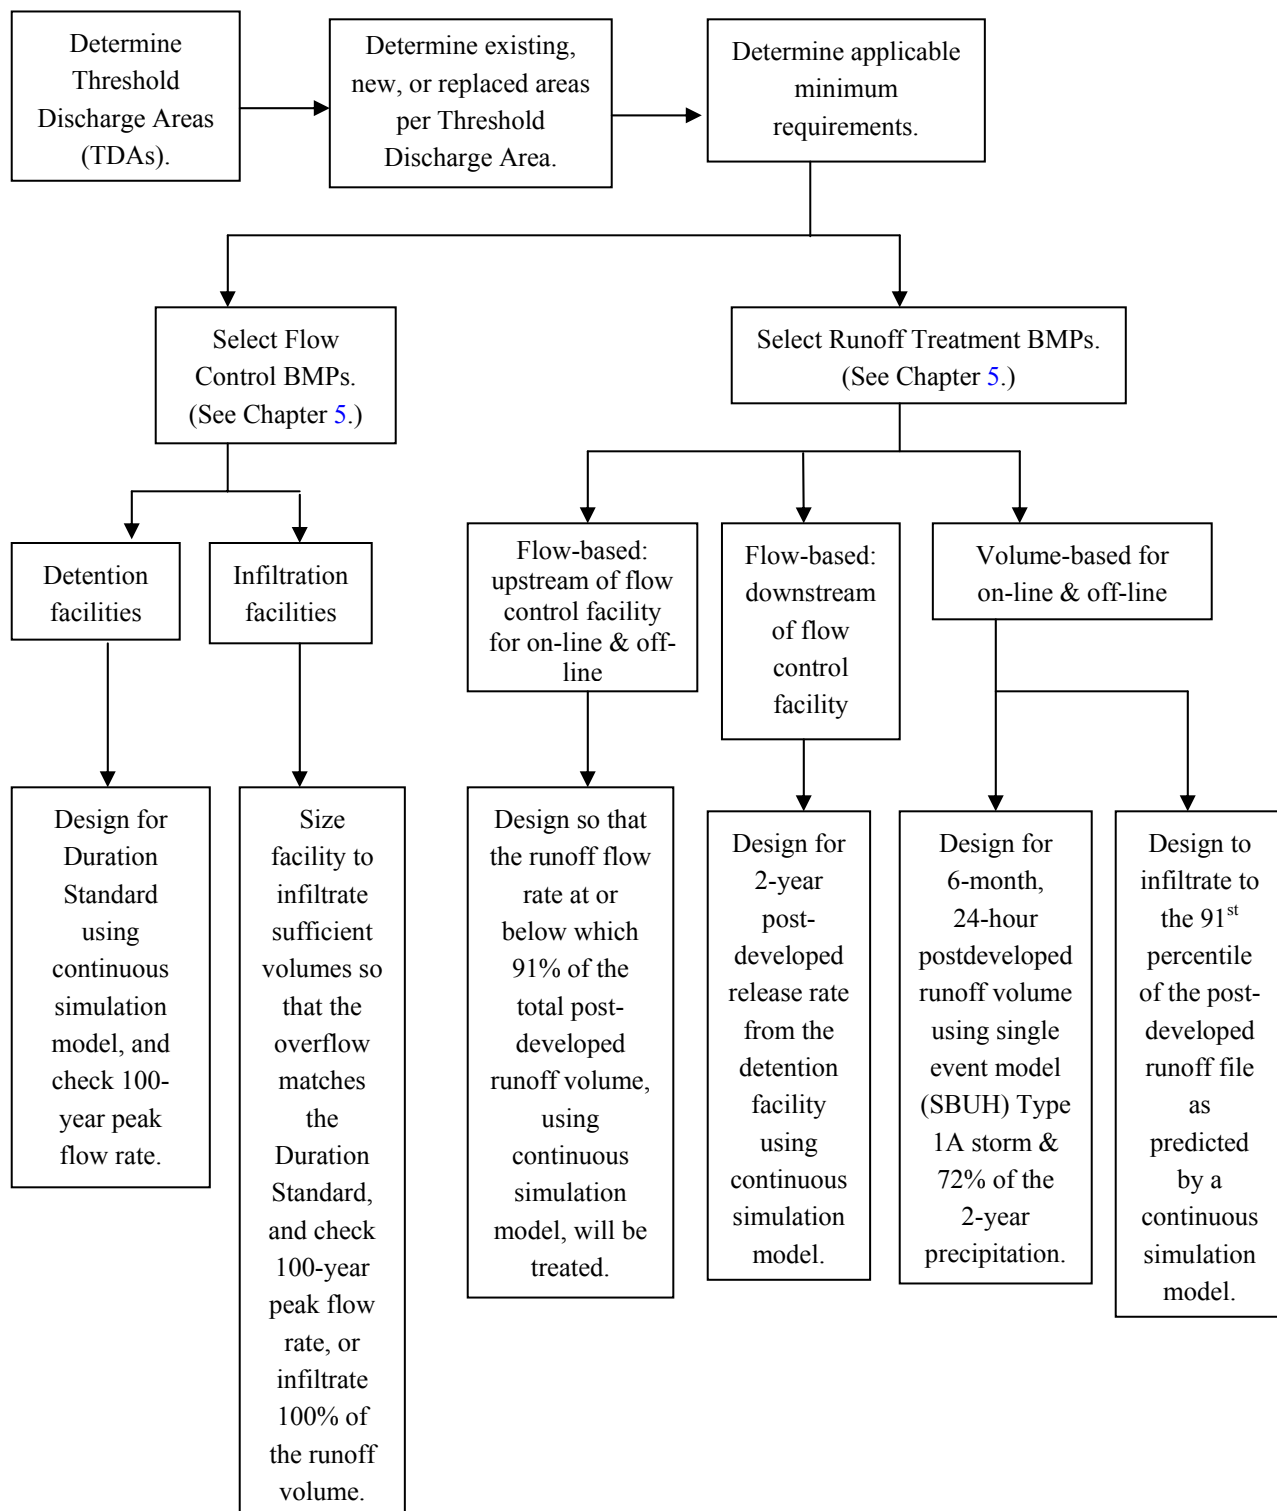 Determine
Threshold
Discharge Areas
(TDAs).
Determine existing,
new, or replaced areas
per Threshold
Discharge Area.
Determine applicable
minimum
requirements.
Select Flow
Control BMPs.
(See Chapter 5.)
Select Runoff Treatment BMPs.
(See Chapter 5.)
Detention
facilities
Infiltration
facilities
Flow-based:
upstream of flow
control facility
for on-line & off-
line
Flow-based:
downstream
of flow
control
facility
Volume-based for
on-line & off-line
Design for
Duration
Standard
using
continuous
simulation
model, and
check 100-
year peak
flow rate.
Size
facility to
infiltrate
sufficient
volumes so
that the
overflow
matches
the
Duration
Standard,
and check
100-year
peak flow
rate, or
infiltrate
100% of
the runoff
volume.
Design so that
the runoff flow
rate at or
below which
91% of the
total post-
developed
runoff volume,
using
continuous
simulation
model, will be
treated.
Design for
2-year
post-
developed
release rate
from the
detention
facility
using
continuous
simulation
model.
Design for
6-month,
24-hour
postdeveloped
runoff volume
using single
event model
(SBUH) Type
1A storm &
72% of the
2-year
precipitation.
Design to
infiltrate to
the 91st
percentile
of the post-
developed
runoff file
as
predicted
by a
continuous
simulation
model.